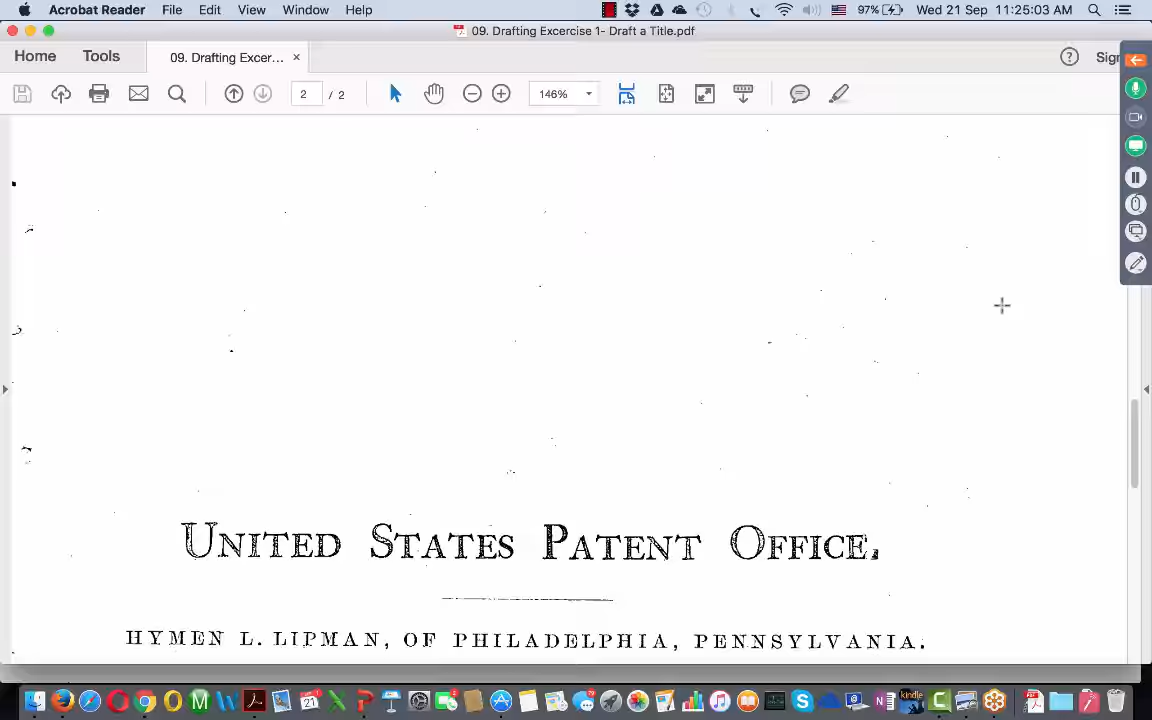 Acrobat Reader File Edit View Window Help 97% Wed 21 Sep 11:25:03 AM
09. Drafting Excercise 1- Draft a Title.pdf
Home Tools 09. Drafting Excer... × ? Sign
2 / 2 146%
UNITED STATES PATENT OFFICE.
HYMEN L. LIPMAN, OF PHILADELPHIA, PENNSYLVANIA.